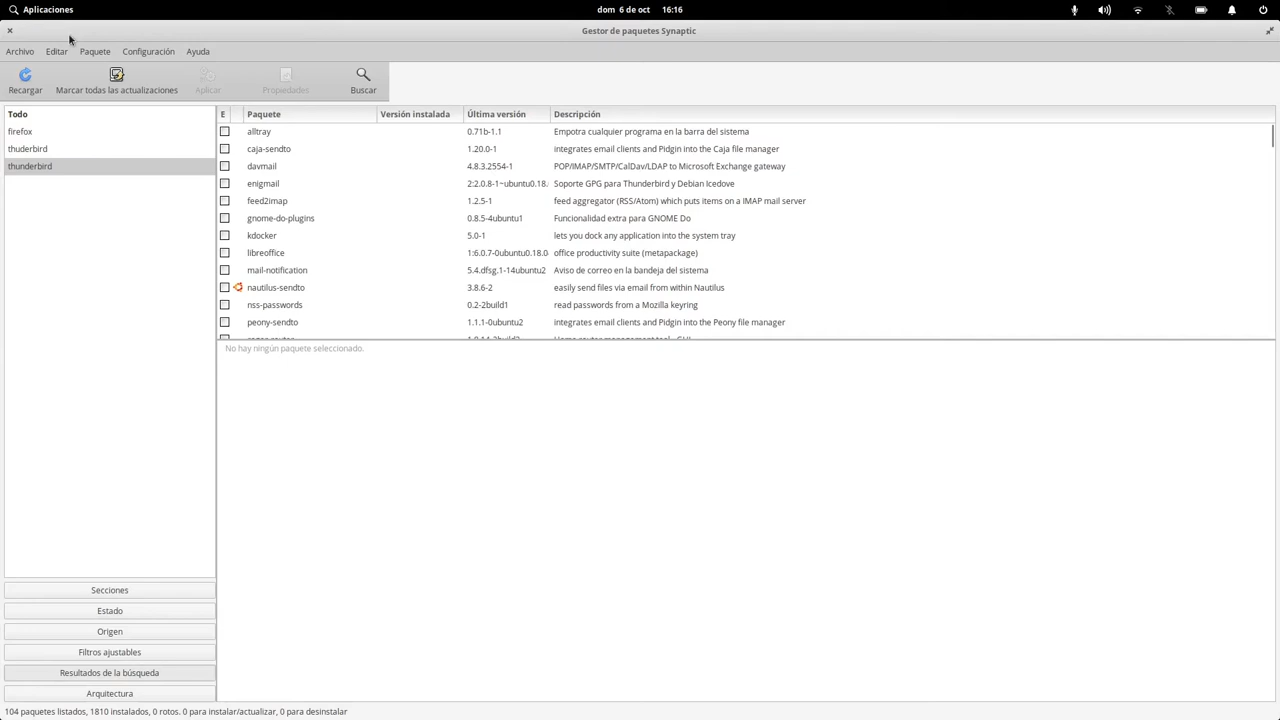 Aplicaciones
dom 6 de oct 16:16
Gestor de paquetes Synaptic
Archivo Editar Paquete Configuración Ayuda
Recargar Marcar todas las actualizaciones Aplicar Propiedades Buscar
Todo
firefox
thuderbird
thunderbird
E Paquete Versión instalada Última versión Descripción
alltray 0.71b-1.1 Empotra cualquier programa en la barra del sistema
caja-sendto 1.20.0-1 integrates email clients and Pidgin into the Caja file manager
davmail 4.8.3.2554-1 POP/IMAP/SMTP/CalDav/LDAP to Microsoft Exchange gateway
enigmail 2:2.0.8-1~ubuntu0.18. Soporte GPG para Thunderbird y Debian Icedove
feed2imap 1.2.5-1 feed aggregator (RSS/Atom) which puts items on a IMAP mail server
gnome-do-plugins 0.8.5-4ubuntu1 Funcionalidad extra para GNOME Do
kdocker 5.0-1 lets you dock any application into the system tray
libreoffice 1:6.0.7-0ubuntu0.18.0 office productivity suite (metapackage)
mail-notification 5.4.dfsg.1-14ubuntu2 Aviso de correo en la bandeja del sistema
nautilus-sendto 3.8.6-2 easily send files via email from within Nautilus
nss-passwords 0.2-2build1 read passwords from a Mozilla keyring
peony-sendto 1.1.1-0ubuntu2 integrates email clients and Pidgin into the Peony file manager
No hay ningún paquete seleccionado.
Secciones
Estado
Origen
Filtros ajustables
Resultados de la búsqueda
Arquitectura
104 paquetes listados, 1810 instalados, 0 rotos. 0 para instalar/actualizar, 0 para desinstalar